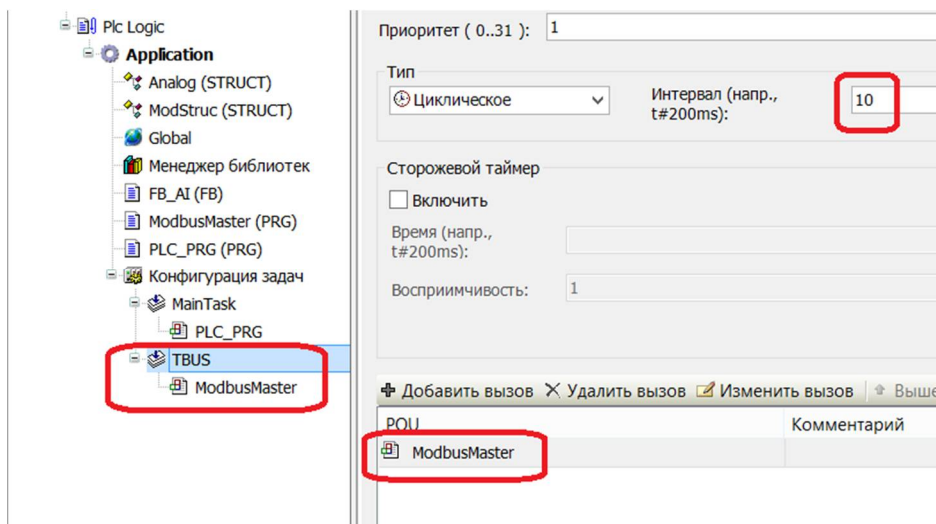 Plc Logic
Application
Analog (STRUCT)
ModStruc (STRUCT)
Global
Менеджер библиотек
FB_AI (FB)
ModbusMaster (PRG)
PLC_PRG (PRG)
Конфигурация задач
MainTask
PLC_PRG
TBUS
ModbusMaster
Приоритет ( 0..31 ): 1
Тип
Циклическое Интервал (напр., 10
t#200ms):
Сторожевой таймер
Включить
Время (напр.,
t#200ms):
Восприимчивость: 1
Добавить вызов Удалить вызов Изменить вызов Выше
POU Комментарий
ModbusMaster